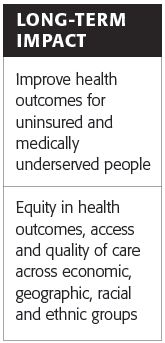 LONG-TERM
IMPACT
Improve health
outcomes for
uninsured and
medically
underserved people
Equity in health
outcomes, access
and quality of care
across economic,
geographic, racial
and ethnic groups